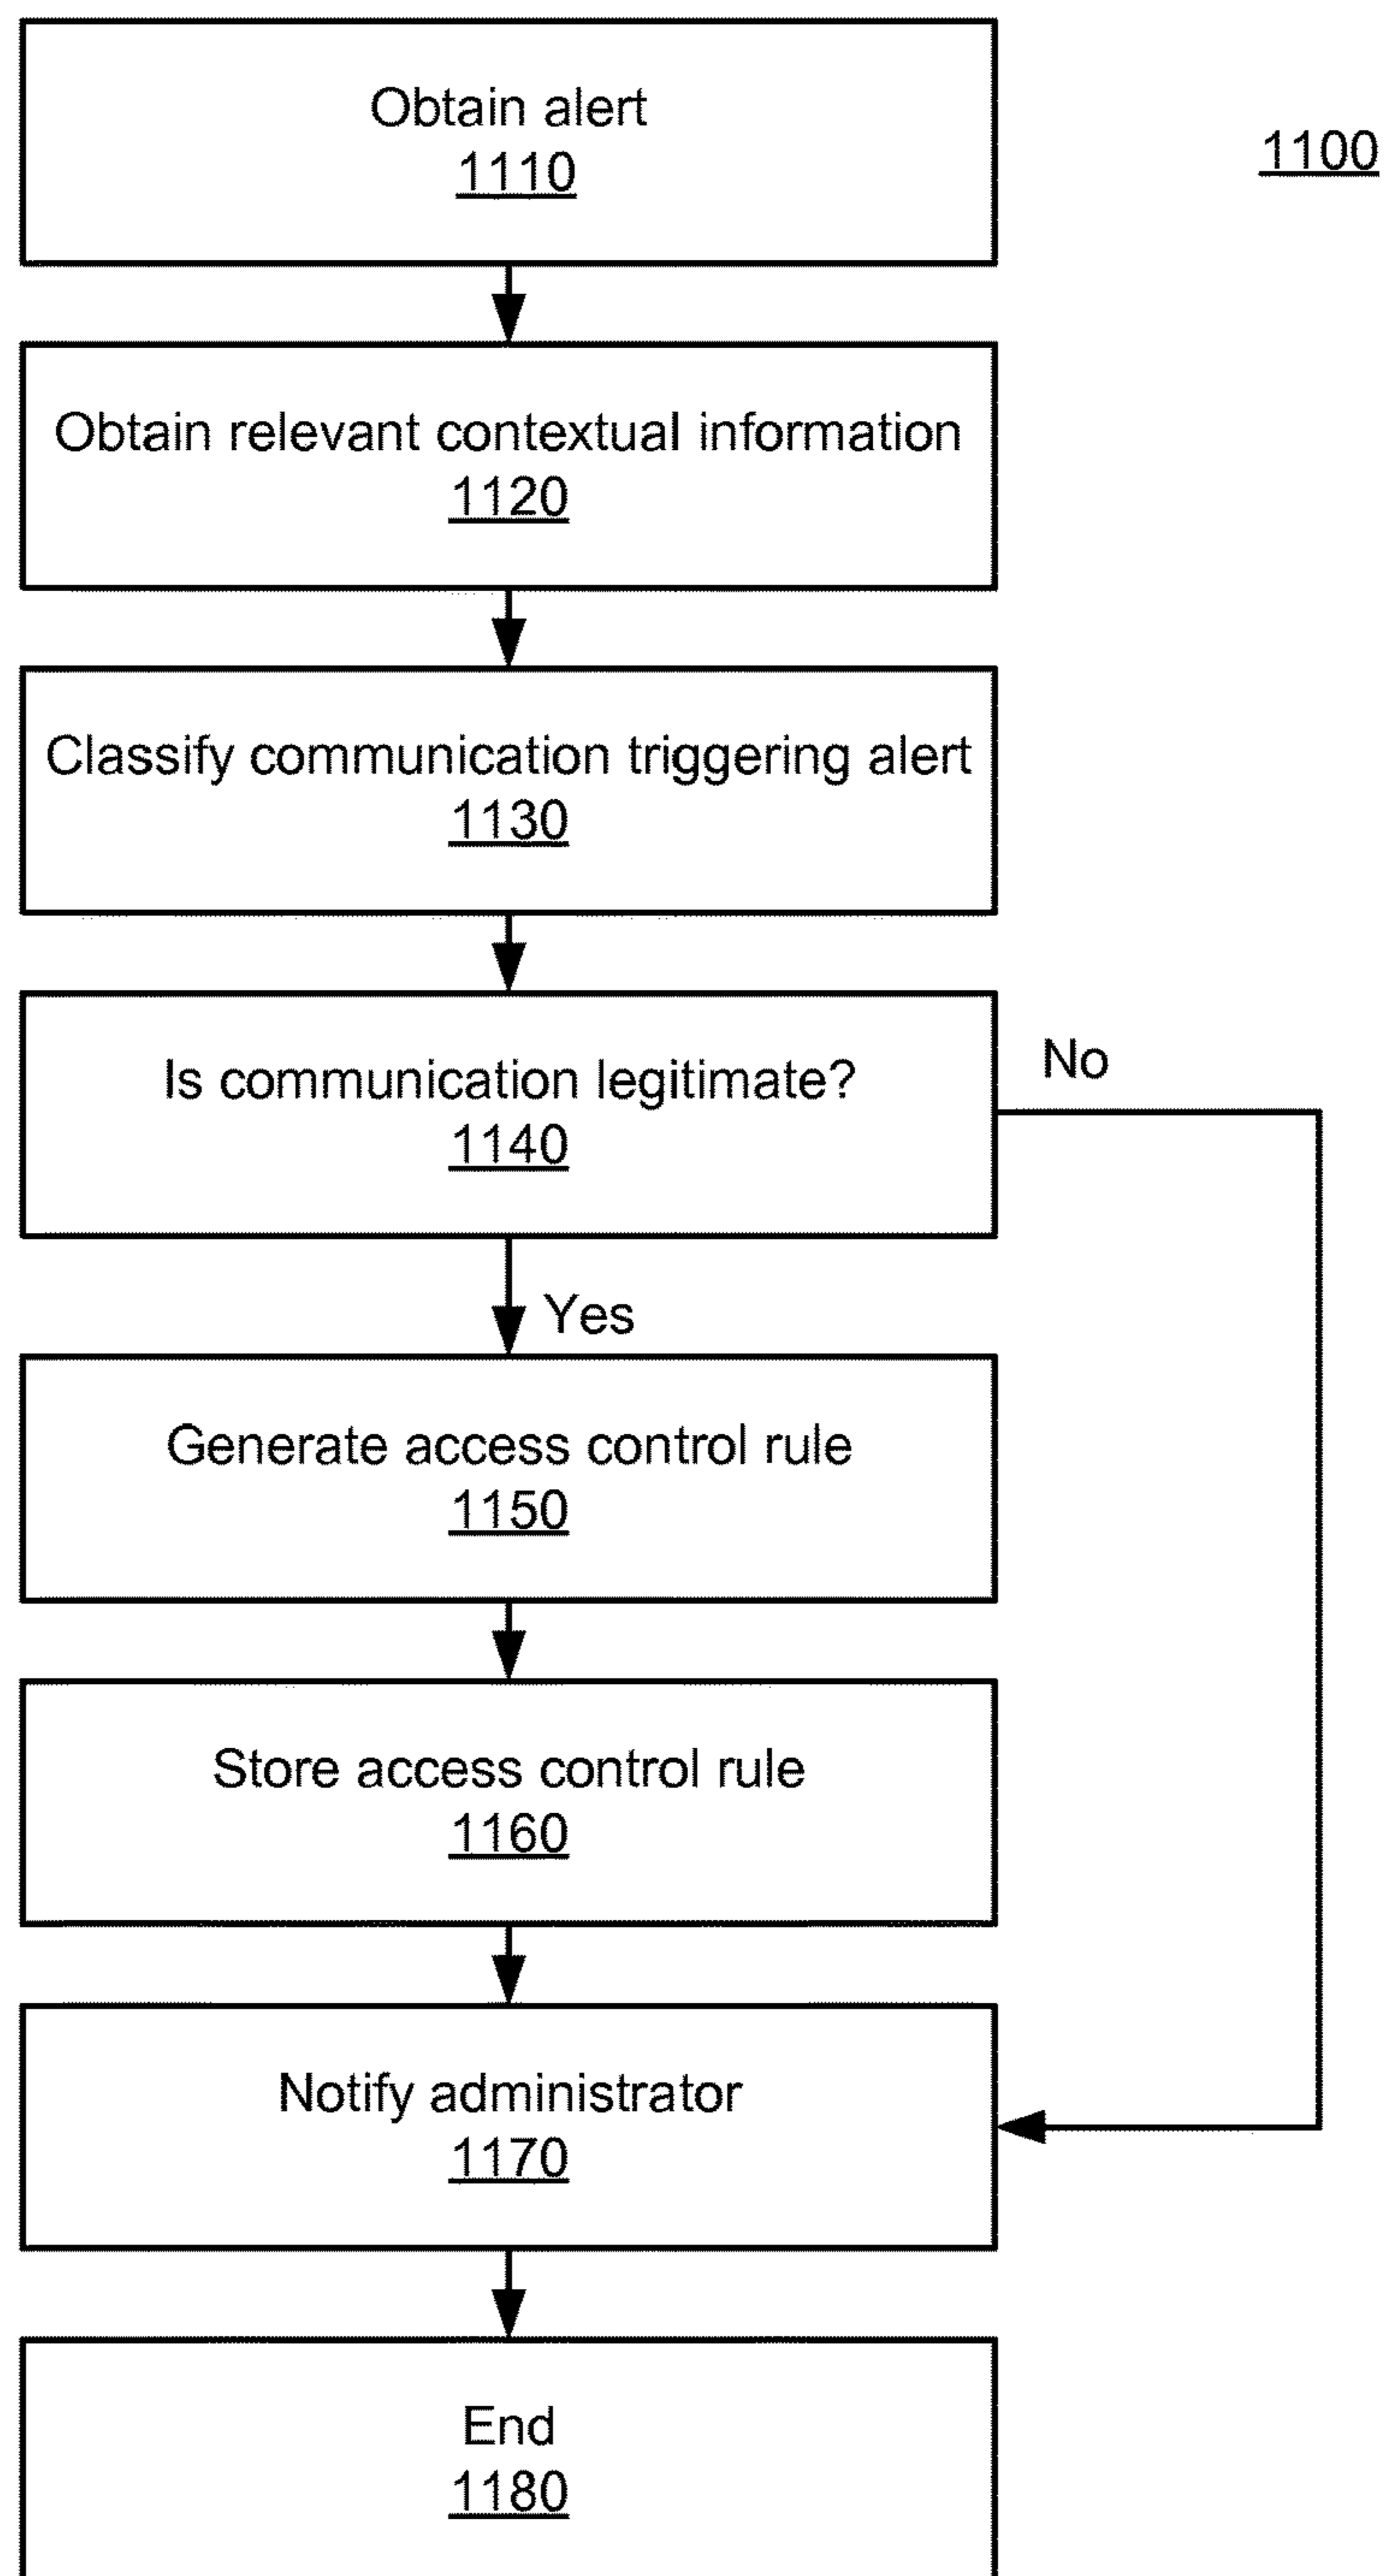 Obtain alert
1110
1100
Obtain relevant contextual information
1120
Classify communication triggering alert
1130
Is communication legitimate?
1140
No
Yes
Generate access control rule
1150
Store access control rule
1160
Notify administrator
1170
End
1180